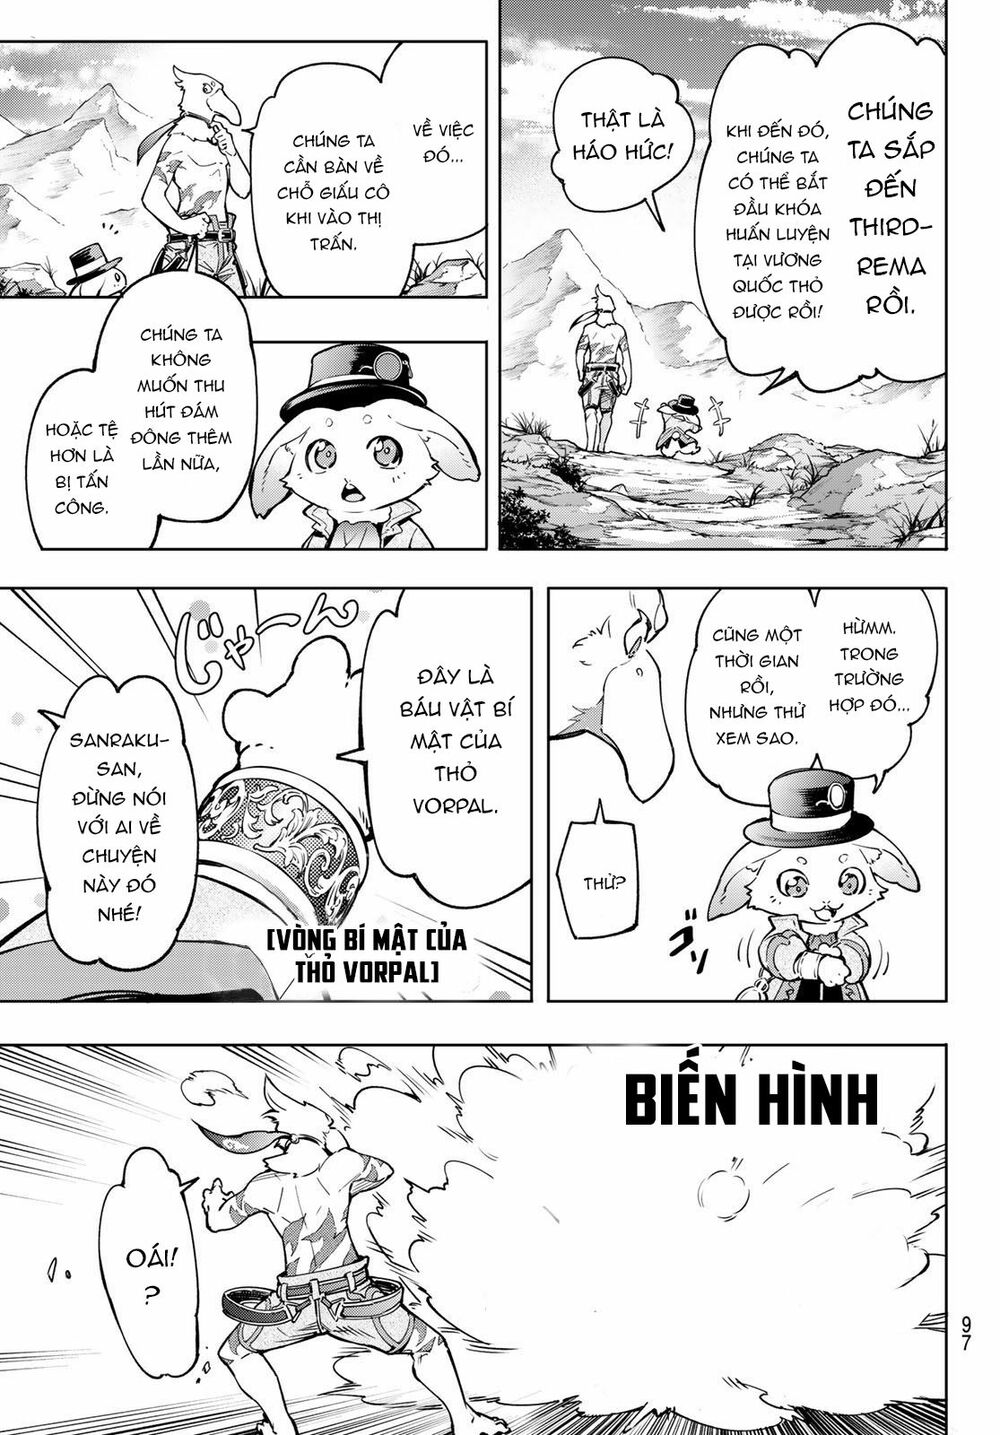 CHÚNG
TA SẮP
ĐẾN
THIRD-
REMA
RỒI.
KHI ĐẾN ĐÓ,
CHÚNG TA
CÓ THỂ BẮT
ĐẦU KHÓA
HUẤN LUYỆN
TẠI VƯƠNG
QUỐC THỎ
ĐƯỢC RỒI!
THẬT LÀ
HÁO HỨC!
VỀ VIỆC
ĐÓ...
CHÚNG TA
CẦN BÀN VỀ
CHỖ GIẤU CÔ
KHI VÀO THỊ
TRẤN.
CHÚNG TA
KHÔNG
MUỐN THU
HÚT ĐÁM
ĐÔNG THÊM
LẦN NỮA,
HOẶC TỆ
HƠN LÀ
BỊ TẤN
CÔNG.
HỪMM.
TRONG
TRƯỜNG
HỢP ĐÓ...
CŨNG MỘT
THỜI GIAN
RỒI,
NHƯNG THỬ
XEM SAO.
THỬ?
ゴソ
じゃーん
ĐÂY LÀ
BÁU VẬT BÍ
MẬT CỦA
THỎ
VORPAL.
SANRAKU-
SAN,
ĐỪNG NÓI
VỚI AI VỀ
CHUYỆN
NÀY ĐÓ
NHÉ!
[VÒNG BÍ MẬT CỦA
THỎ VORPAL]
BIẾN HÌNH
OÁI!
?
97